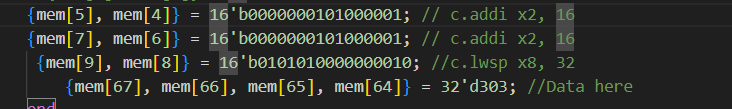 {mem[5], mem[4]} = 16'b0000000101000001; // c.addi x2, 16
{mem[7], mem[6]} = 16'b0000000101000001; // c.addi x2, 16
{mem[9], mem[8]} = 16'b0101010000000010; //c.lwsp x8, 32
{mem[67], mem[66], mem[65], mem[64]} = 32'd303; //Data here
end